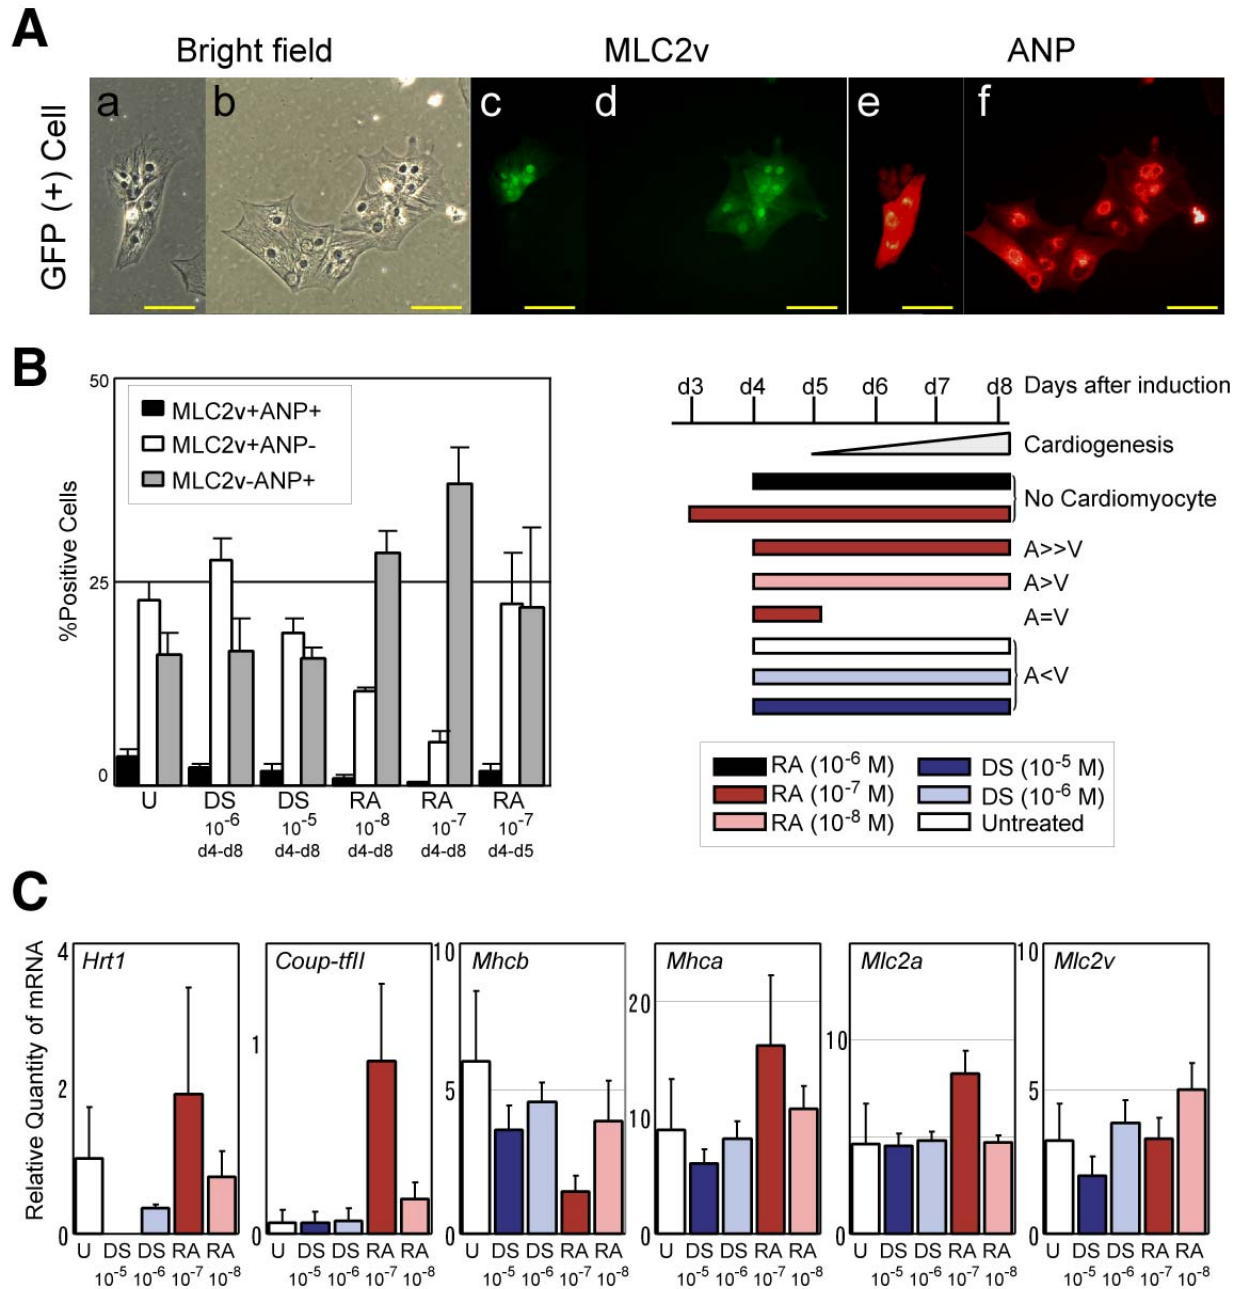 A
Bright field MLC2v ANP
GFP (+) Cell
a b c d e f
B
50
25
0
%Positive Cells
MLC2v+ANP+
MLC2v+ANP-
MLC2v-ANP+
U DS DS RA RA RA
10-6 10-5 10-8 10-7 10-7
d4-d8 d4-d8 d4-d8 d4-d8 d4-d5
d3 d4 d5 d6 d7 d8 Days after induction
Cardiogenesis
No Cardiomyocyte
A>>V
A>V
A=V
A<V
RA (10-6 M) DS (10-5 M)
RA (10-7 M) DS (10-6 M)
RA (10-8 M) Untreated
C
Relative Quantity of mRNA
4
2
0
Hrt1
U DS DS RA RA
10-5 10-6 10-7 10-8
1
0
Coup-tfII
U DS DS RA RA
10-5 10-6 10-7 10-8
10
5
0
Mhcb
U DS DS RA RA
10-5 10-6 10-7 10-8
20
10
0
Mhca
U DS DS RA RA
10-5 10-6 10-7 10-8
10
0
Mlc2a
U DS DS RA RA
10-5 10-6 10-7 10-8
10
5
0
Mlc2v
U DS DS RA RA
10-5 10-6 10-7 10-8